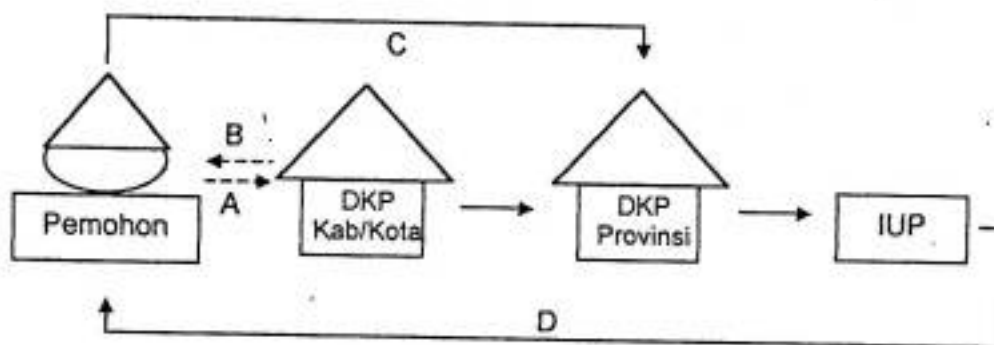 C
B
A
Pemohon
DKP
Kab/Kota
DKP
Provinsi
IUP
D